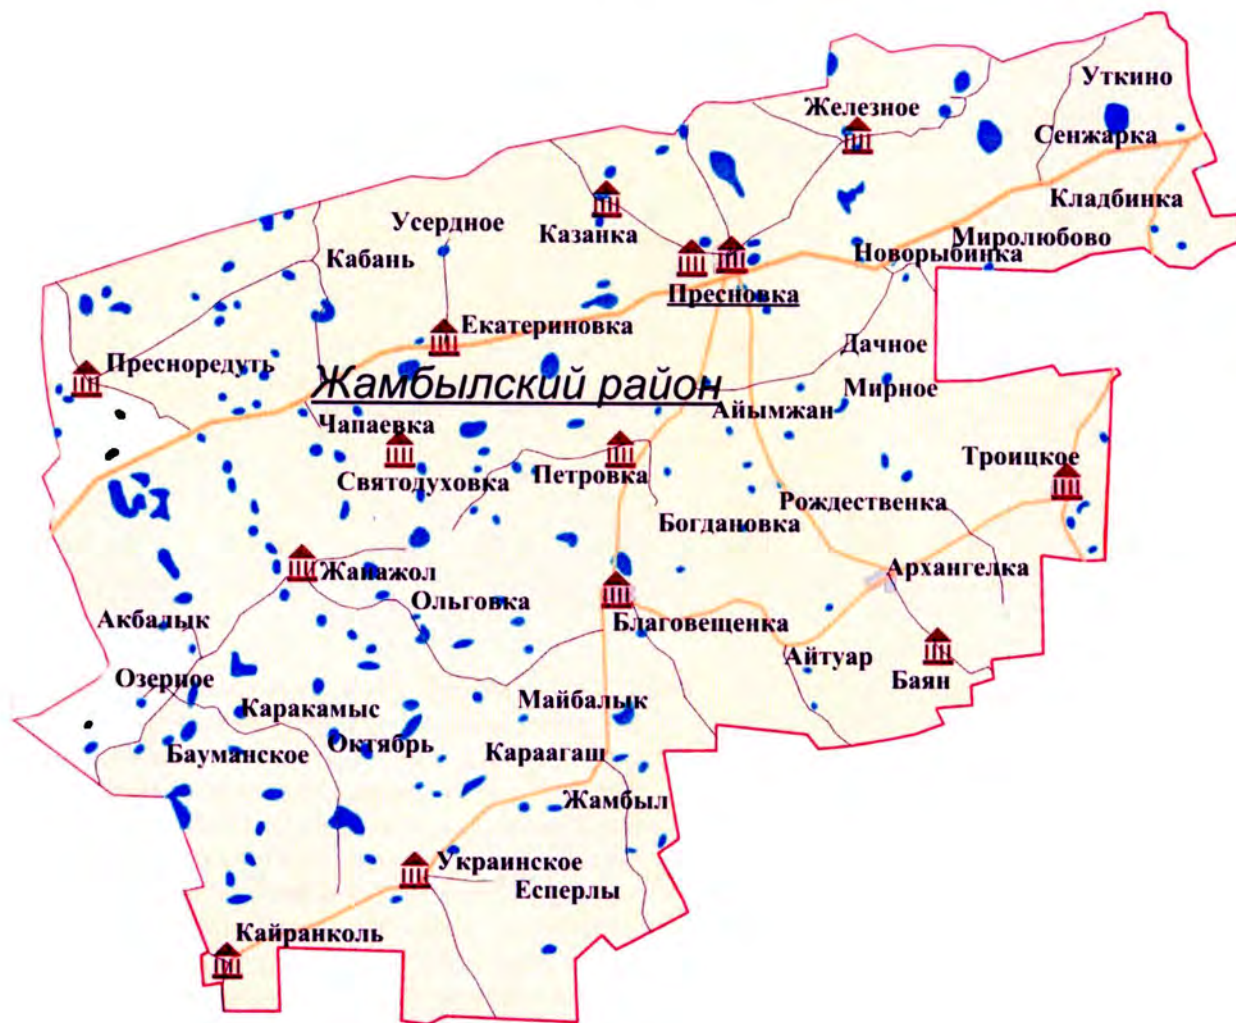 Уткино
Железное
Сенжарка
Кладбинка
Усердное
Казанка
Миролюбово
Новорыбинка
Кабань
Пресновка
Екатериновка
Дачное
Пресноредуть
Жамбылский район
Мирное
Айымжан
Чапаевка
Троицкое
Святодуховка
Петровка
Рождественка
Богдановка
Жанажол
Архангелка
Ольговка
Акбалык
Благовещенка
Айтуар
Озерное
Баян
Каракамыс
Майбалык
Октябрь
Бауманское
Караагаш
Жамбыл
Украинское
Есперлы
Кайранколь